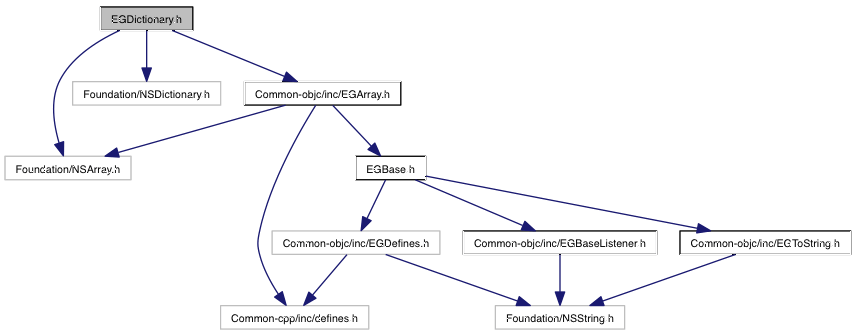 EGDictionary.h
Foundation/NSDictionary.h
Common-objc/inc/EGArray.h
Foundation/NSArray.h
EGBase.h
Common-objc/inc/EGDefines.h
Common-objc/inc/EGBaseListener.h
Common-objc/inc/EGToString.h
Common-cpp/inc/defines.h
Foundation/NSString.h